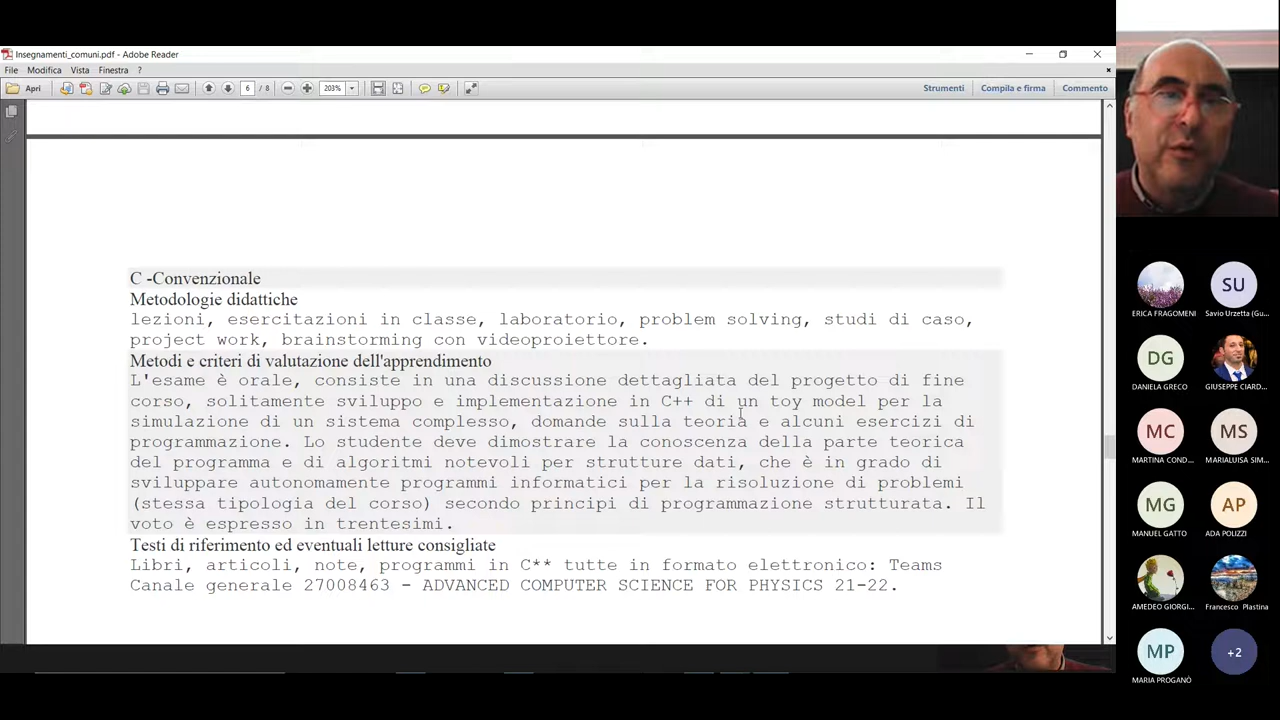 Insegnamenti_comuni.pdf - Adobe Reader
File Modifica Vista Finestra ?
Apri 6 / 8 203% Strumenti Compila e firma Commento
C -Convenzionale
Metodologie didattiche
lezioni, esercitazioni in classe, laboratorio, problem solving, studi di caso,
project work, brainstorming con videoproiettore.
Metodi e criteri di valutazione dell'apprendimento
L'esame è orale, consiste in una discussione dettagliata del progetto di fine
corso, solitamente sviluppo e implementazione in C++ di un toy model per la
simulazione di un sistema complesso, domande sulla teoria e alcuni esercizi di
programmazione. Lo studente deve dimostrare la conoscenza della parte teorica
del programma e di algoritmi notevoli per strutture dati, che è in grado di
sviluppare autonomamente programmi informatici per la risoluzione di problemi
(stessa tipologia del corso) secondo principi di programmazione strutturata. Il
voto è espresso in trentesimi.
Testi di riferimento ed eventuali letture consigliate
Libri, articoli, note, programmi in C** tutte in formato elettronico: Teams
Canale generale 27008463 - ADVANCED COMPUTER SCIENCE FOR PHYSICS 21-22.
SU
ERICA FRAGOMENI Savio Urzetta (Gu...
DG
DANIELA GRECO GIUSEPPE CIARD...
MC MS
MARTINA COND... MARIALUISA SIM...
MG AP
MANUEL GATTO ADA POLIZZI
AMEDEO GIORGI... Francesco Plastina
MP +2
MARIA PROGANÒ